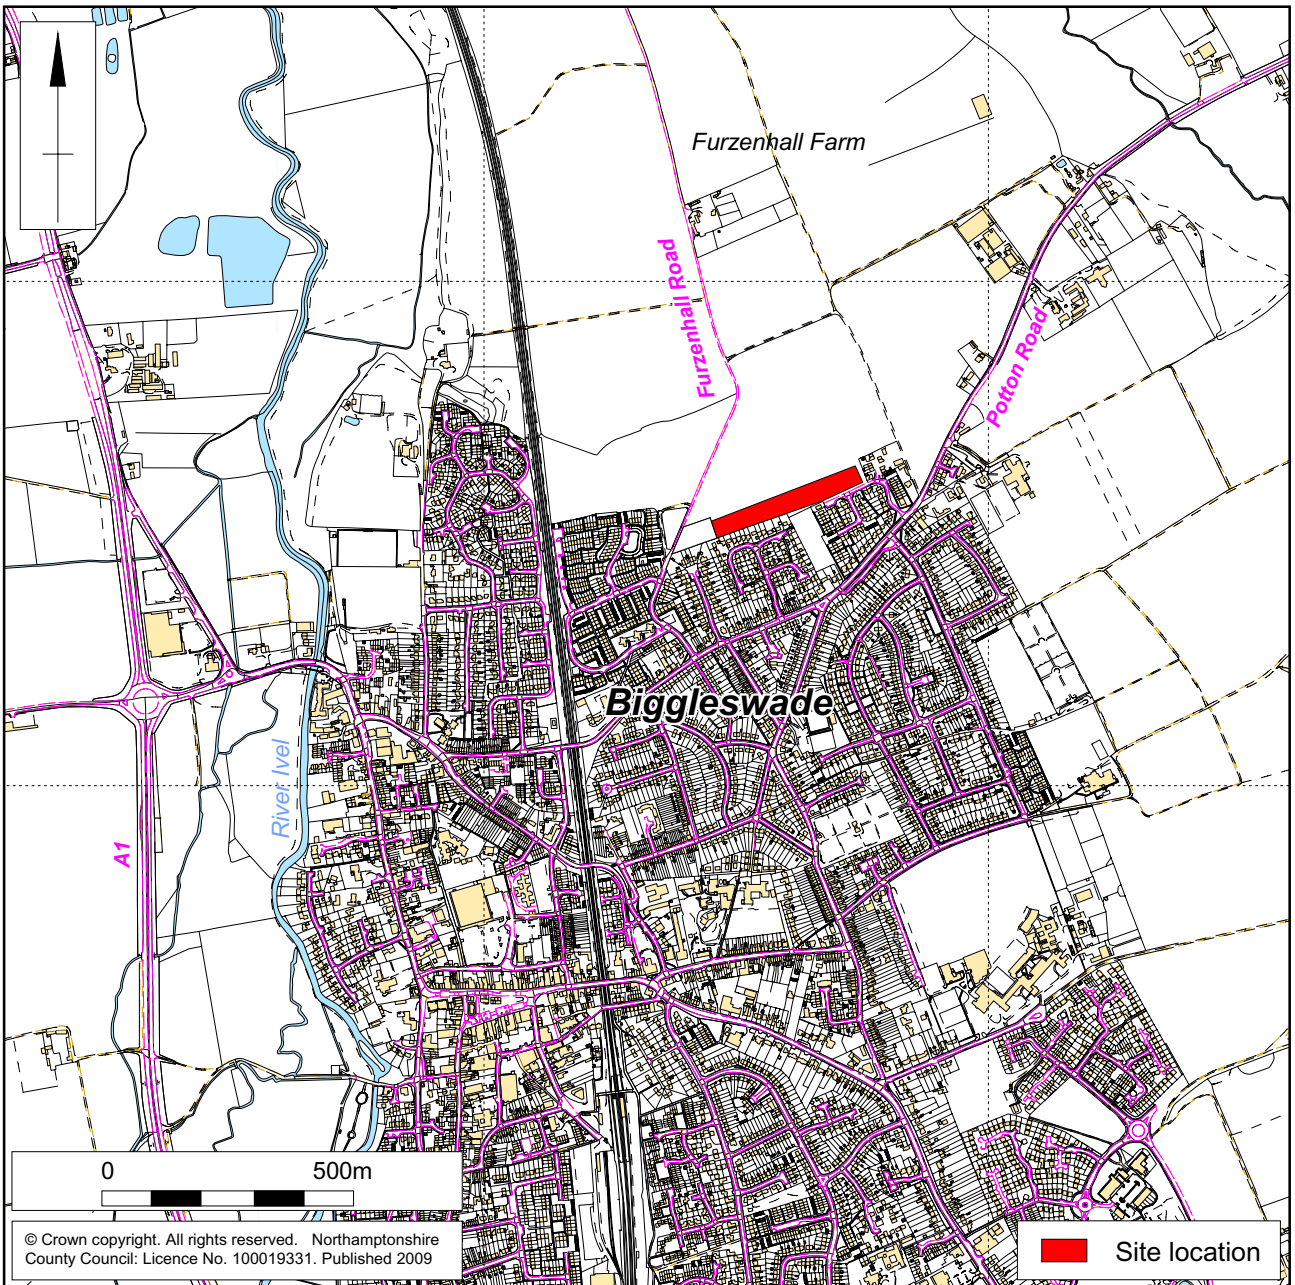 Furzenhall Farm
Furzenhall Road
Potton Road
Biggleswade
River Ivel
A1
0 500m
© Crown copyright. All rights reserved. Northamptonshire
County Council: Licence No. 100019331. Published 2009
Site location